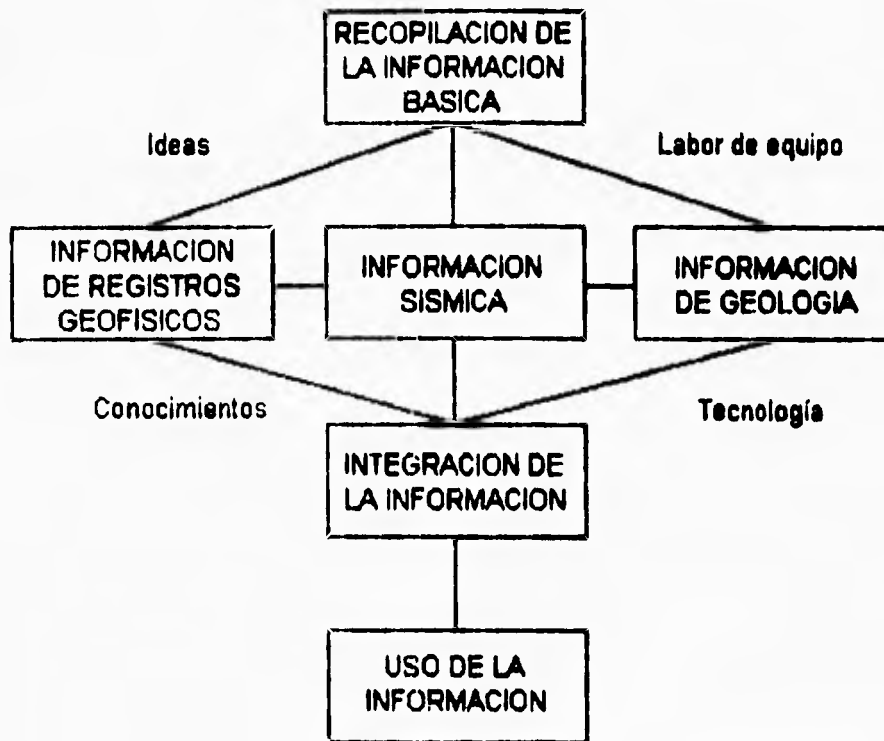 RECOPILACION DE
LA INFORMACION
BASICA
Ideas
Labor de equipo
INFORMACION
DE REGISTROS
GEOFISICOS
INFORMACION
SISMICA
INFORMACION
DE GEOLOGIA
Conocimientos
Tecnología
INTEGRACION DE
LA INFORMACION
USO DE LA
INFORMACION